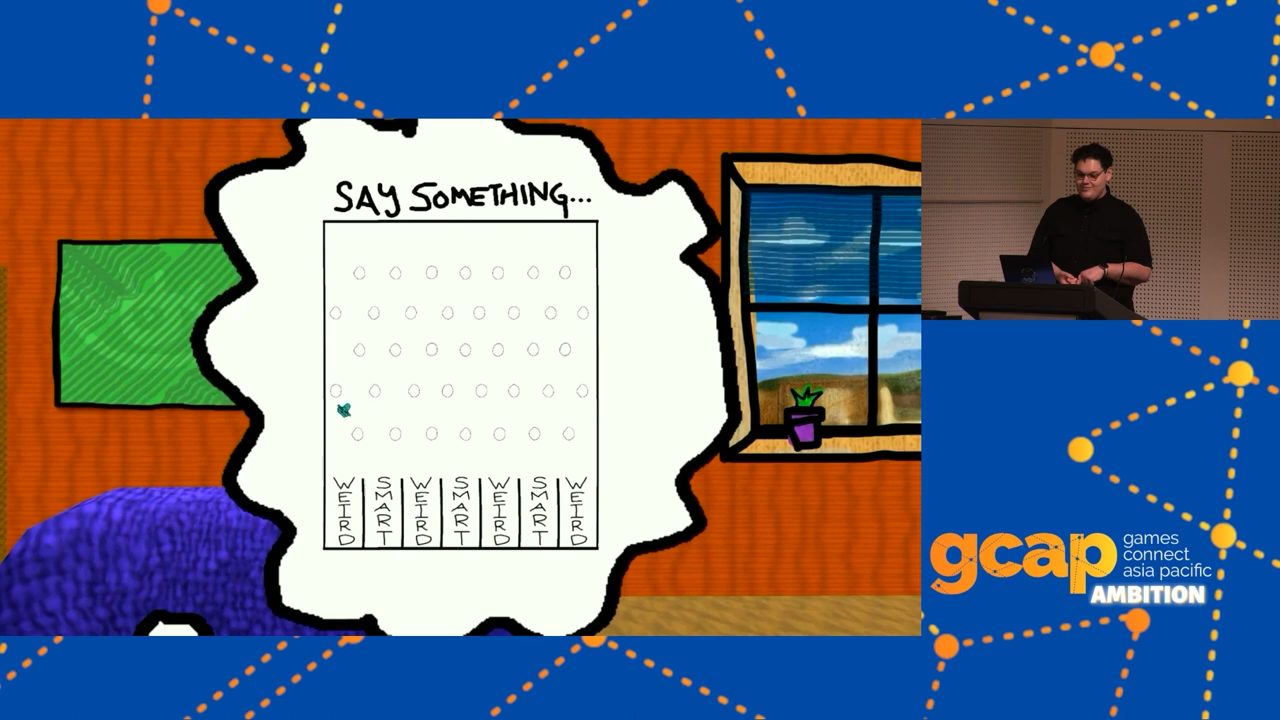 SAY SOMETHING...
WEIRD
SMART
WEIRD
SMART
WEIRD
SMART
WEIRD
gcap
games
connect
asia pacific
AMBITION